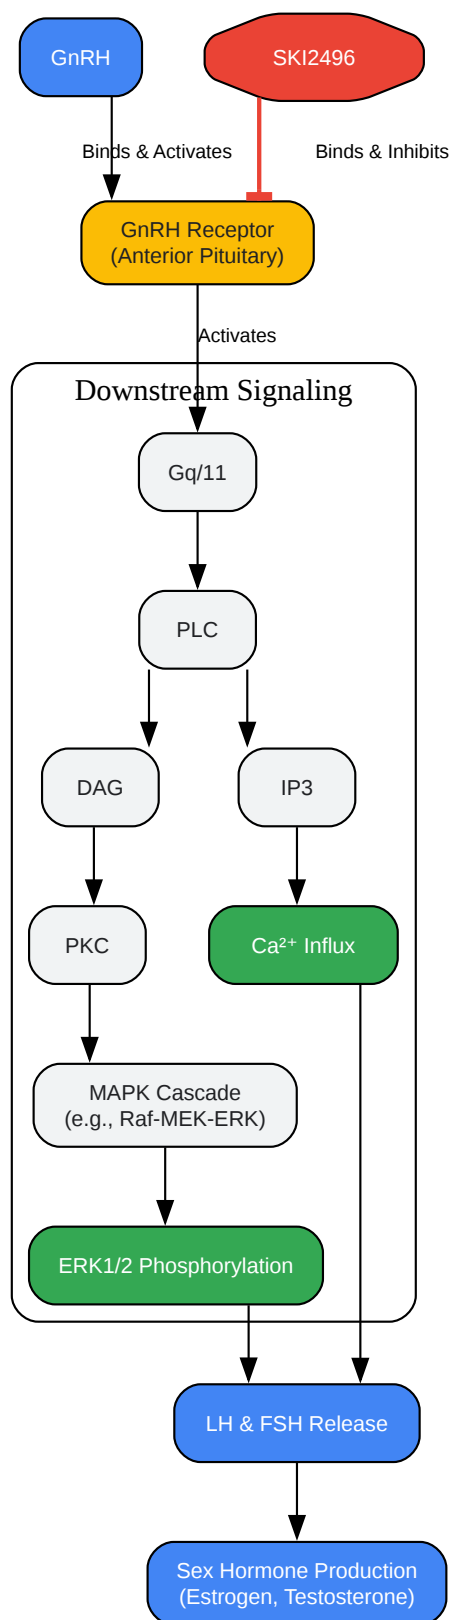 GnRH
SKI2496
Binds & Activates
Binds & Inhibits
GnRH Receptor
(Anterior Pituitary)
Activates
Downstream Signaling
Gq/11
PLC
DAG
IP3
PKC
Ca²⁺ Influx
MAPK Cascade
(e.g., Raf-MEK-ERK)
ERK1/2 Phosphorylation
LH & FSH Release
Sex Hormone Production
(Estrogen, Testosterone)